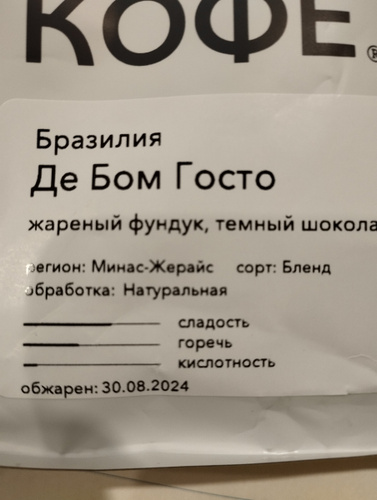 КОФЕ®
Бразилия
Де Бом Госто
жареный фундук, темный шокола
регион: Минас-Жерайс сорт: Бленд
обработка: Натуральная
сладость
горечь
кислотность
обжарен: 30.08.2024